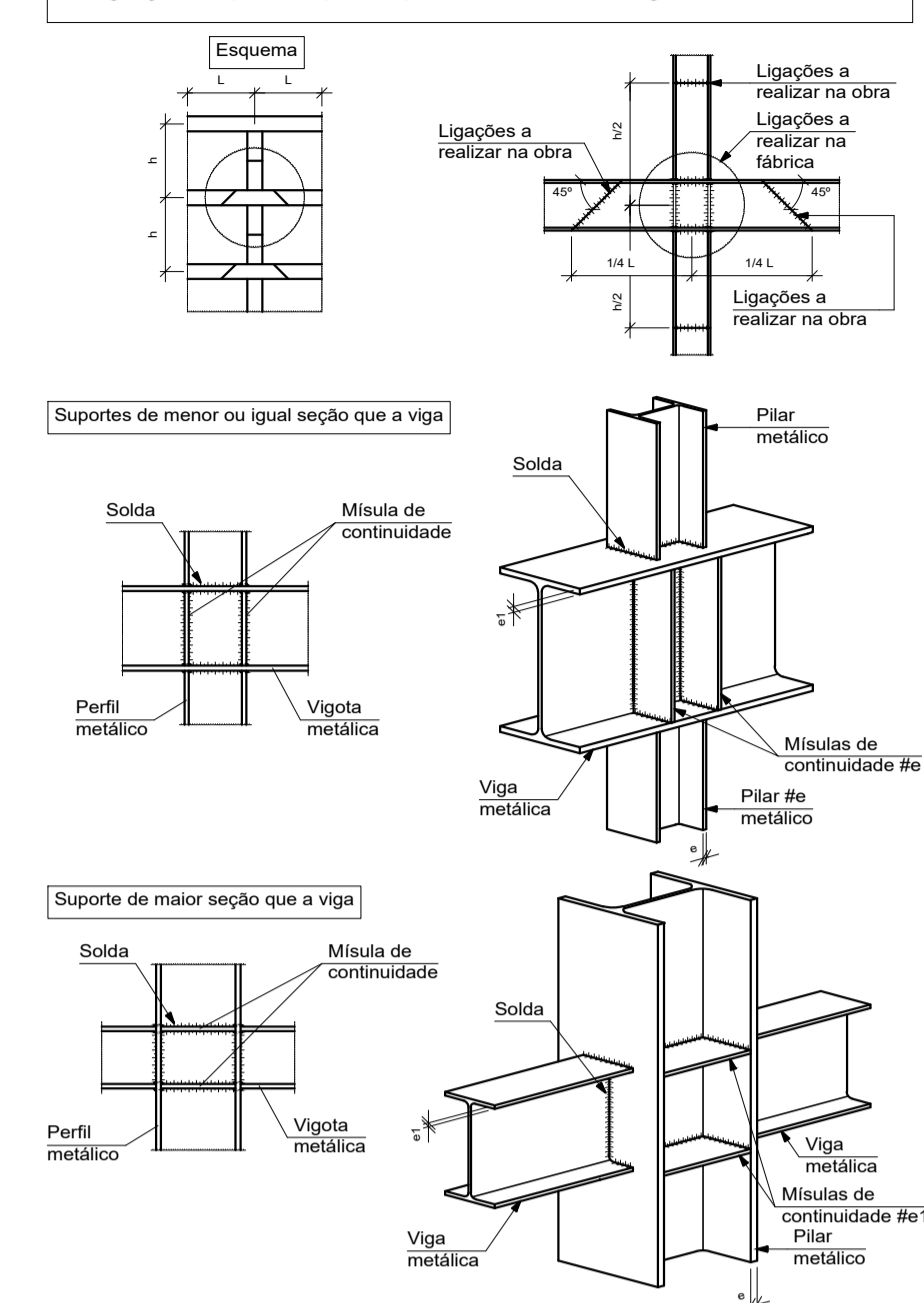 Esquema
L
L
h
h
Ligações a
realizar na obra
Ligações a
realizar na obra
Ligações a
realizar na
fábrica
h/2
45º
45º
1/4 L
1/4 L
h/2
Ligações a
realizar na obra
Suportes de menor ou igual seção que a viga
Solda
Mísula de
continuidade
Perfil
metálico
Vigota
metálica
Pilar
metálico
Solda
e1
Mísulas de
continuidade #e
Viga
metálica
Pilar #e
metálico
e
Suporte de maior seção que a viga
Solda
Mísula de
continuidade
Perfil
metálico
Vigota
metálica
Solda
e1
Viga
metálica
Viga
metálica
Mísulas de
continuidade #e1
Pilar
metálico
e